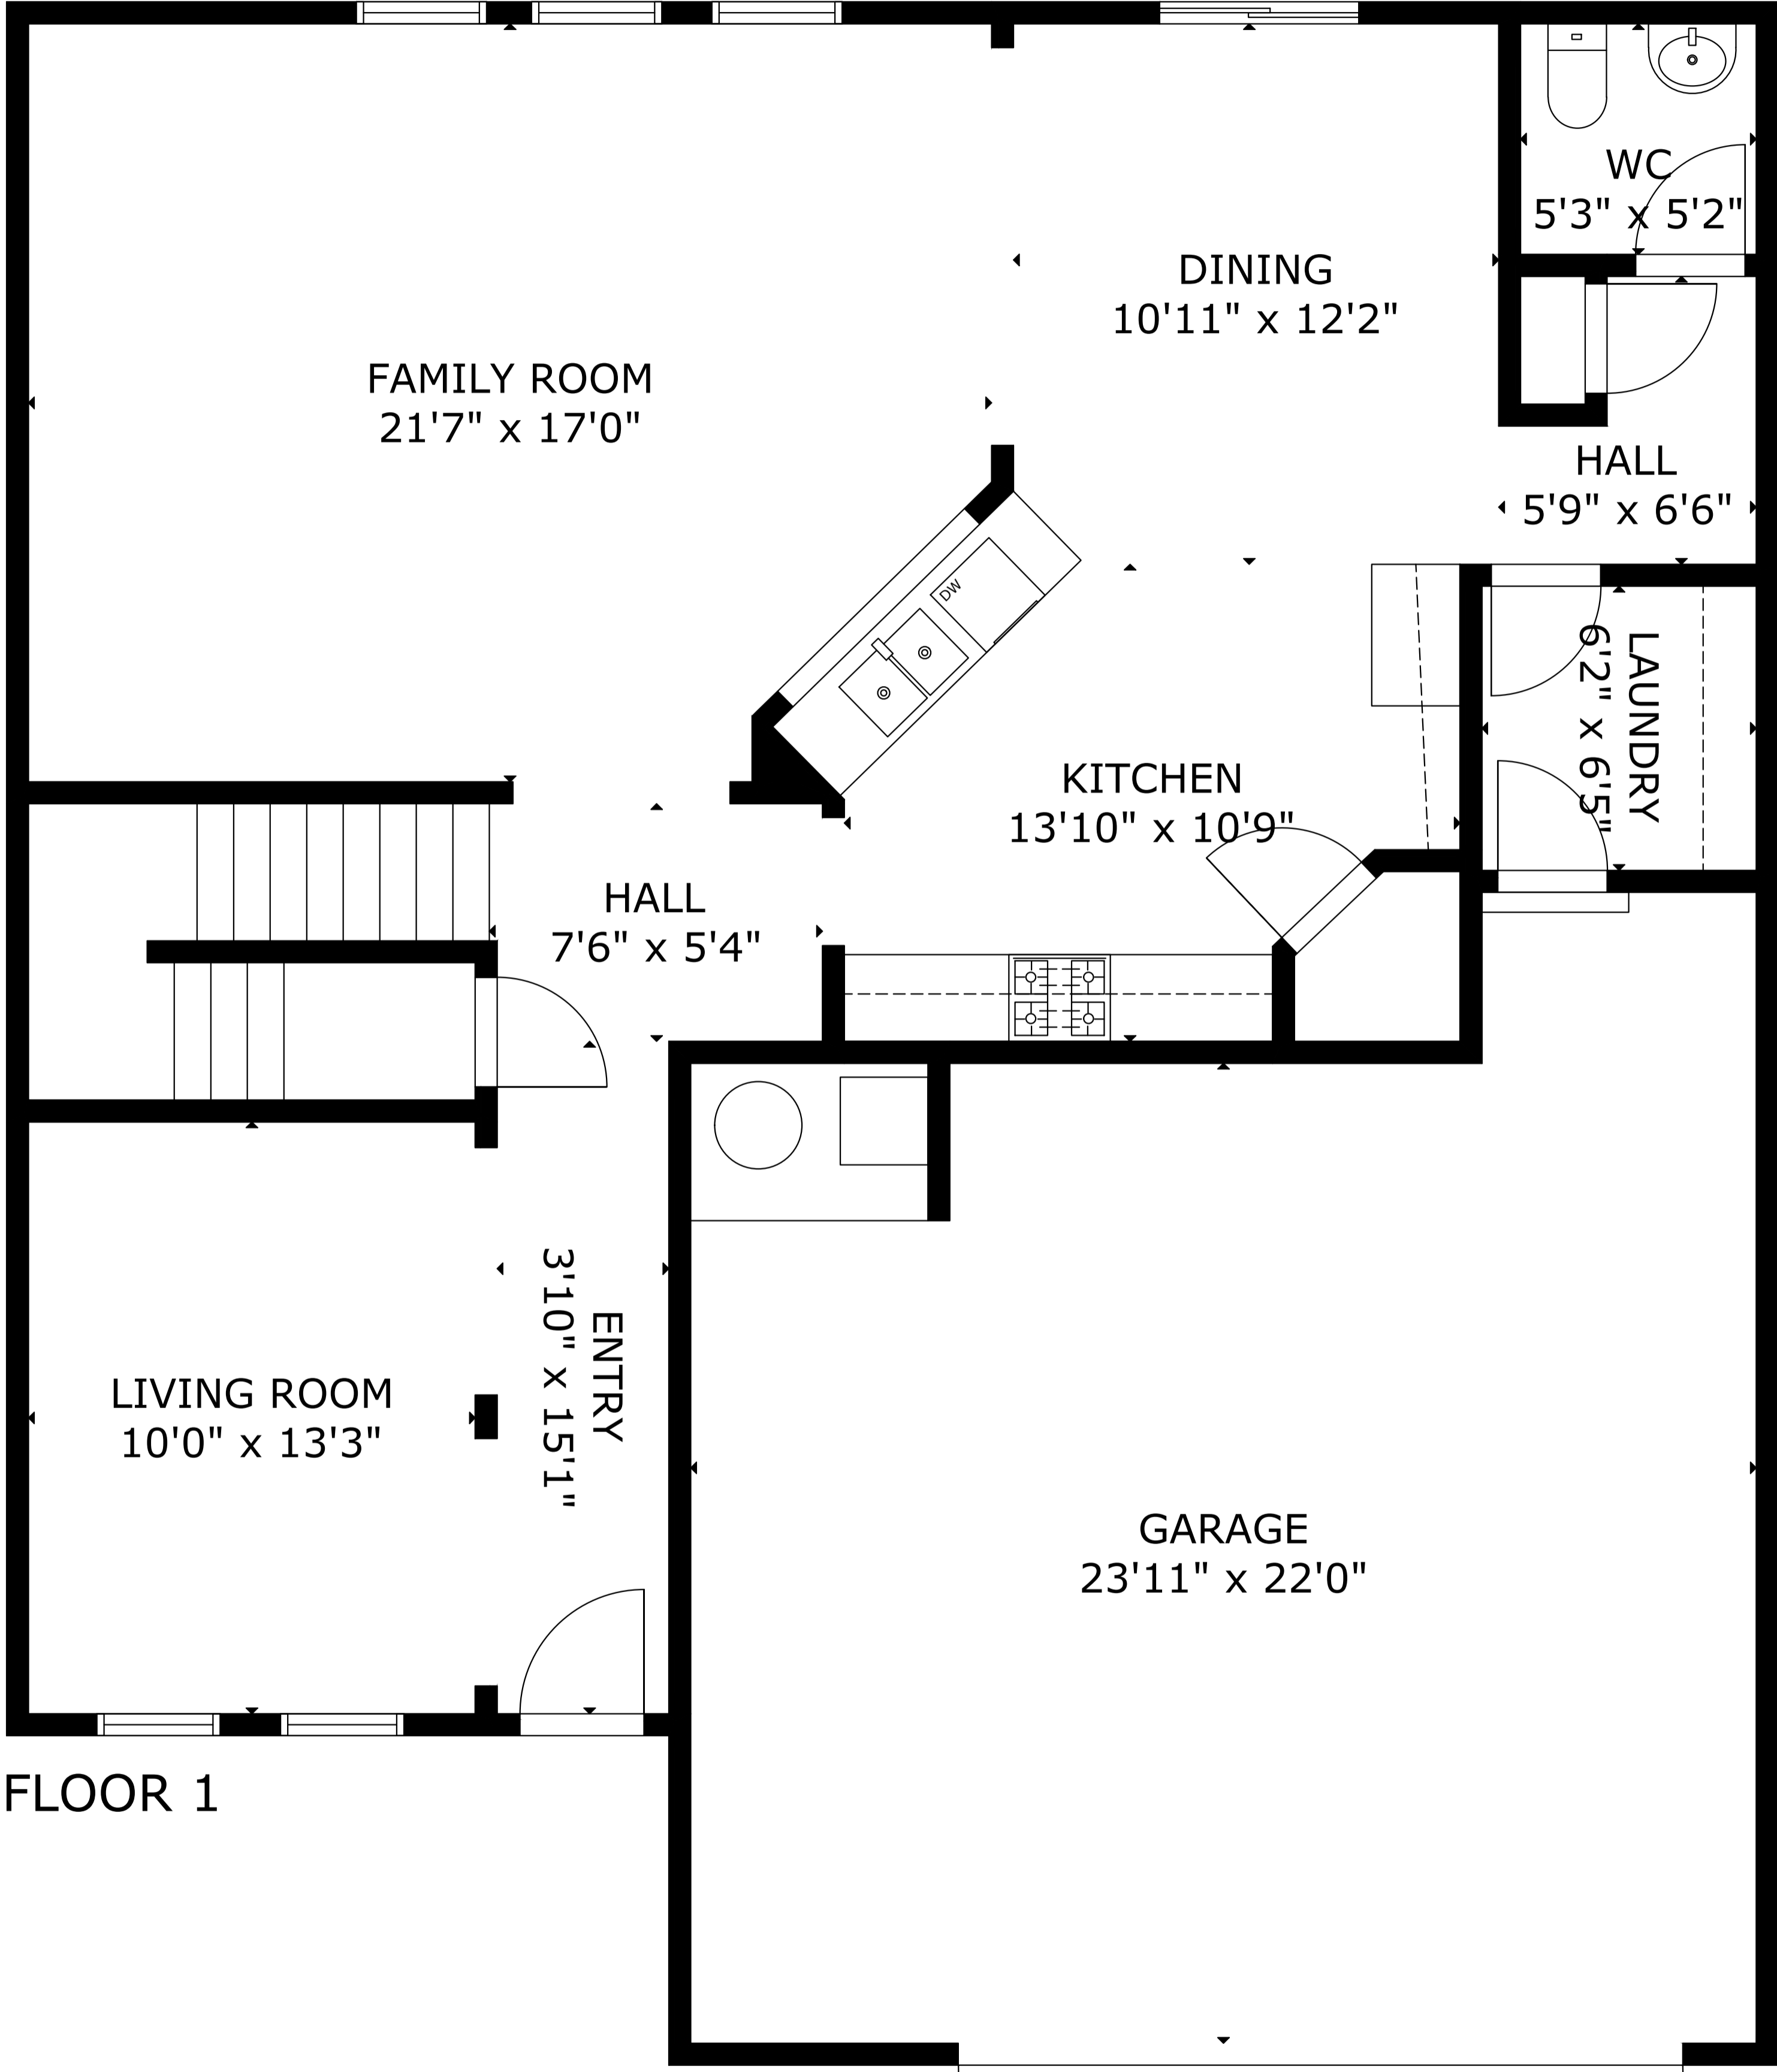 WC
5'3" x 5'2"
DINING
10'11" x 12'2"
FAMILY ROOM
21'7" x 17'0"
HALL
5'9" x 6'6"
DW
LAUNDRY
6'2" x 6'5"
KITCHEN
13'10" x 10'9"
HALL
7'6" x 5'4"
ENTRY
3'10" x 15'1"
LIVING ROOM
10'0" x 13'3"
GARAGE
23'11" x 22'0"
FLOOR 1